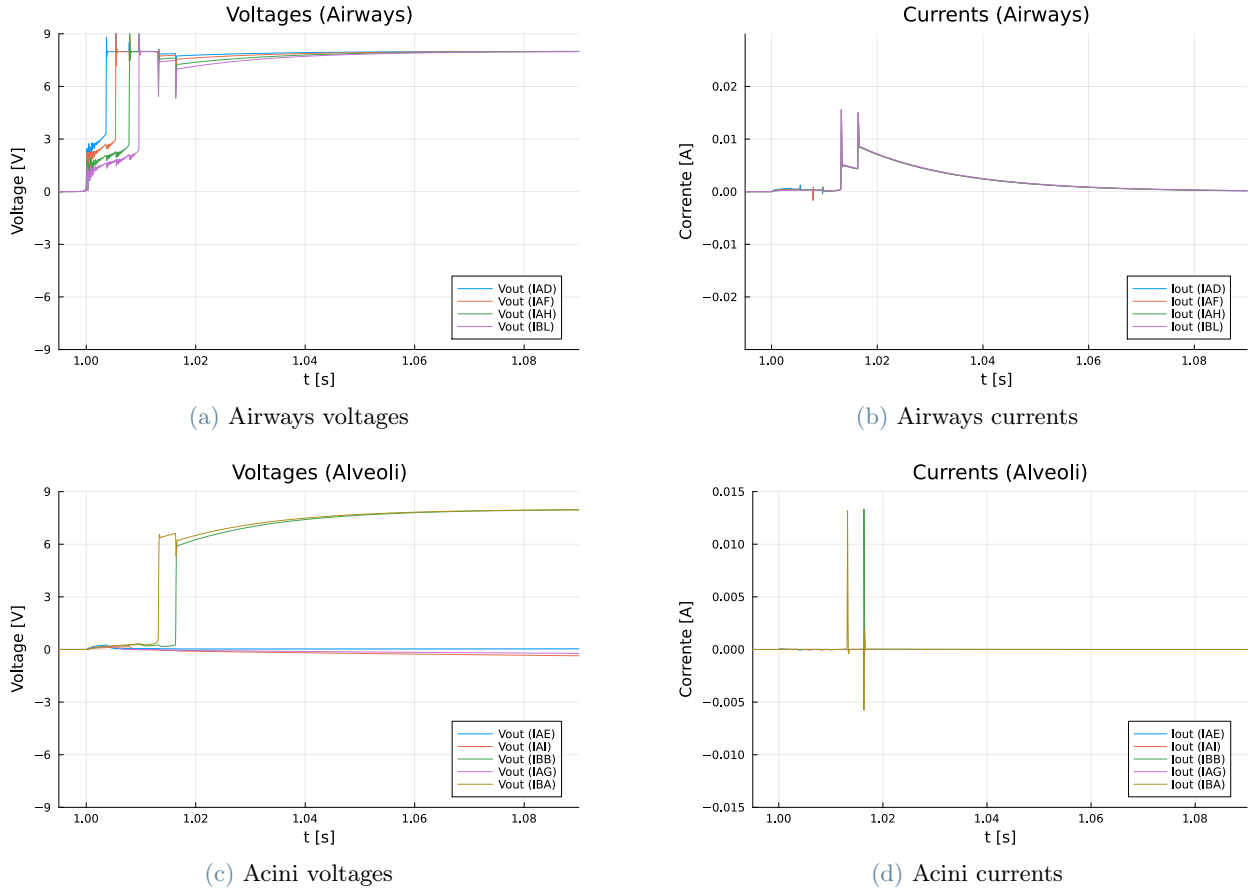 Voltages (Airways)
9
6
3
0
−3
−6
−9
Voltage [V]
Vout (IAD)
Vout (IAF)
Vout (IAH)
Vout (IBL)
1.00 1.02 1.04 1.06 1.08
t [s]
(a) Airways voltages
Currents (Airways)
0.02
0.01
0.00
−0.01
−0.02
Corrente [A]
Iout (IAD)
Iout (IAF)
Iout (IAH)
Iout (IBL)
1.00 1.02 1.04 1.06 1.08
t [s]
(b) Airways currents
Voltages (Alveoli)
9
6
3
0
−3
−6
−9
Voltage [V]
Vout (IAE)
Vout (IAI)
Vout (IBB)
Vout (IAG)
Vout (IBA)
1.00 1.02 1.04 1.06 1.08
t [s]
(c) Acini voltages
Currents (Alveoli)
0.015
0.010
0.005
0.000
−0.005
−0.010
−0.015
Corrente [A]
Iout (IAE)
Iout (IAI)
Iout (IBB)
Iout (IAG)
Iout (IBA)
1.00 1.02 1.04 1.06 1.08
t [s]
(d) Acini currents